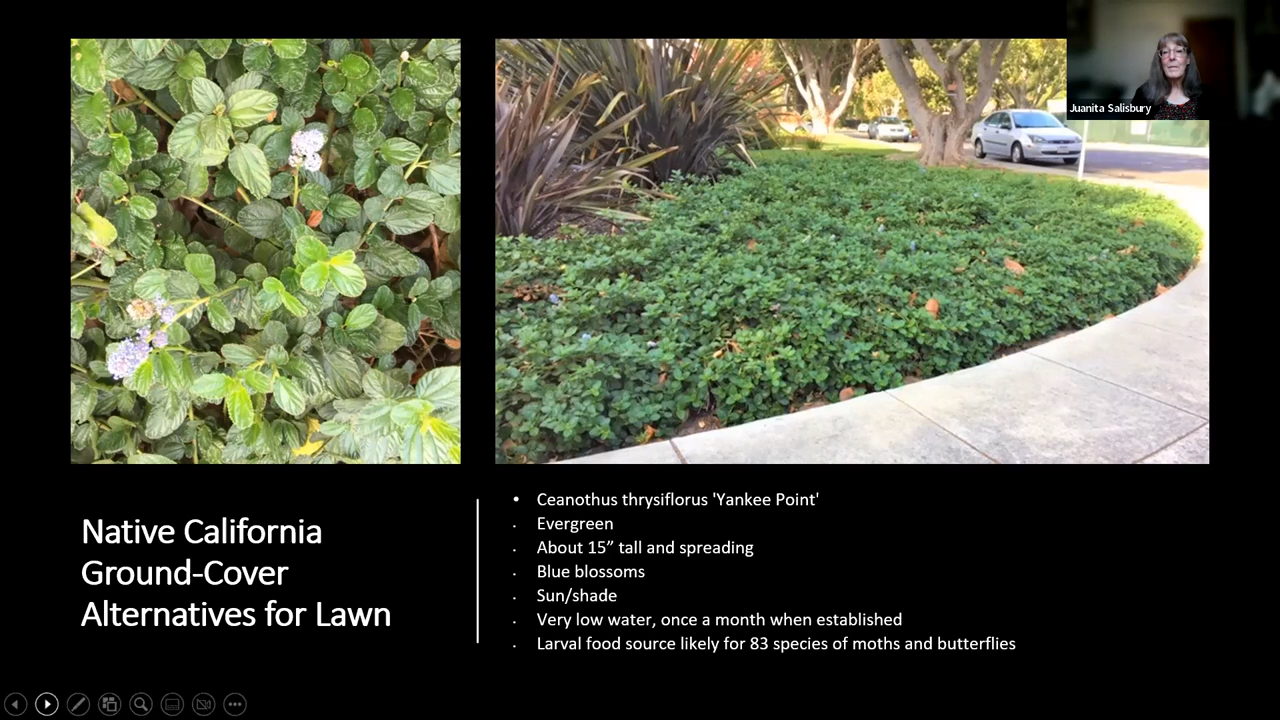 Juanita Salisbury
Native California
Ground-Cover
Alternatives for Lawn
• Ceanothus thrysiflorus 'Yankee Point'
• Evergreen
• About 15” tall and spreading
• Blue blossoms
• Sun/shade
• Very low water, once a month when established
• Larval food source likely for 83 species of moths and butterflies